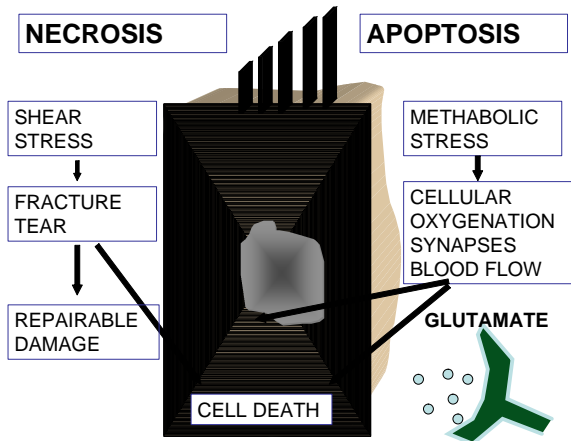 NECROSIS
APOPTOSIS
SHEAR
STRESS
METHABOLIC
STRESS
FRACTURE
TEAR
CELLULAR
OXYGENATION
SYNAPSES
BLOOD FLOW
REPAIRABLE
DAMAGE
GLUTAMATE
CELL DEATH